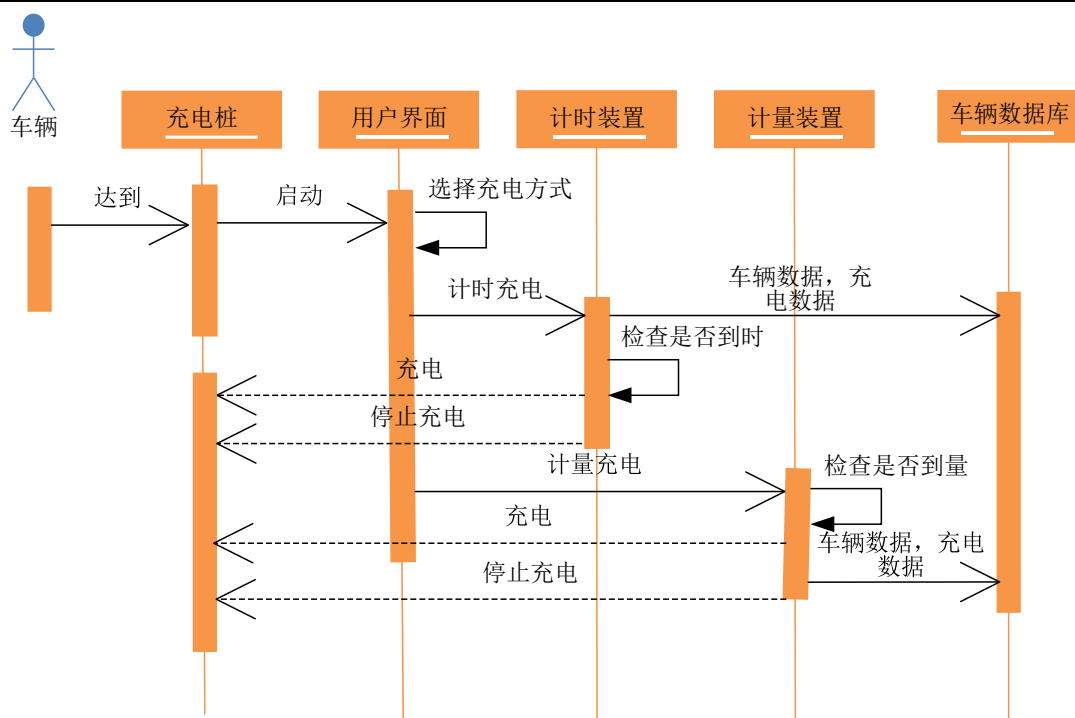 车辆
充电桩
用户界面
计时装置
计量装置
车辆数据库
达到
启动
选择充电方式
计时充电
车辆数据，充
电数据
检查是否到时
充电
停止充电
计量充电
检查是否到量
充电
车辆数据，充电
数据
停止充电